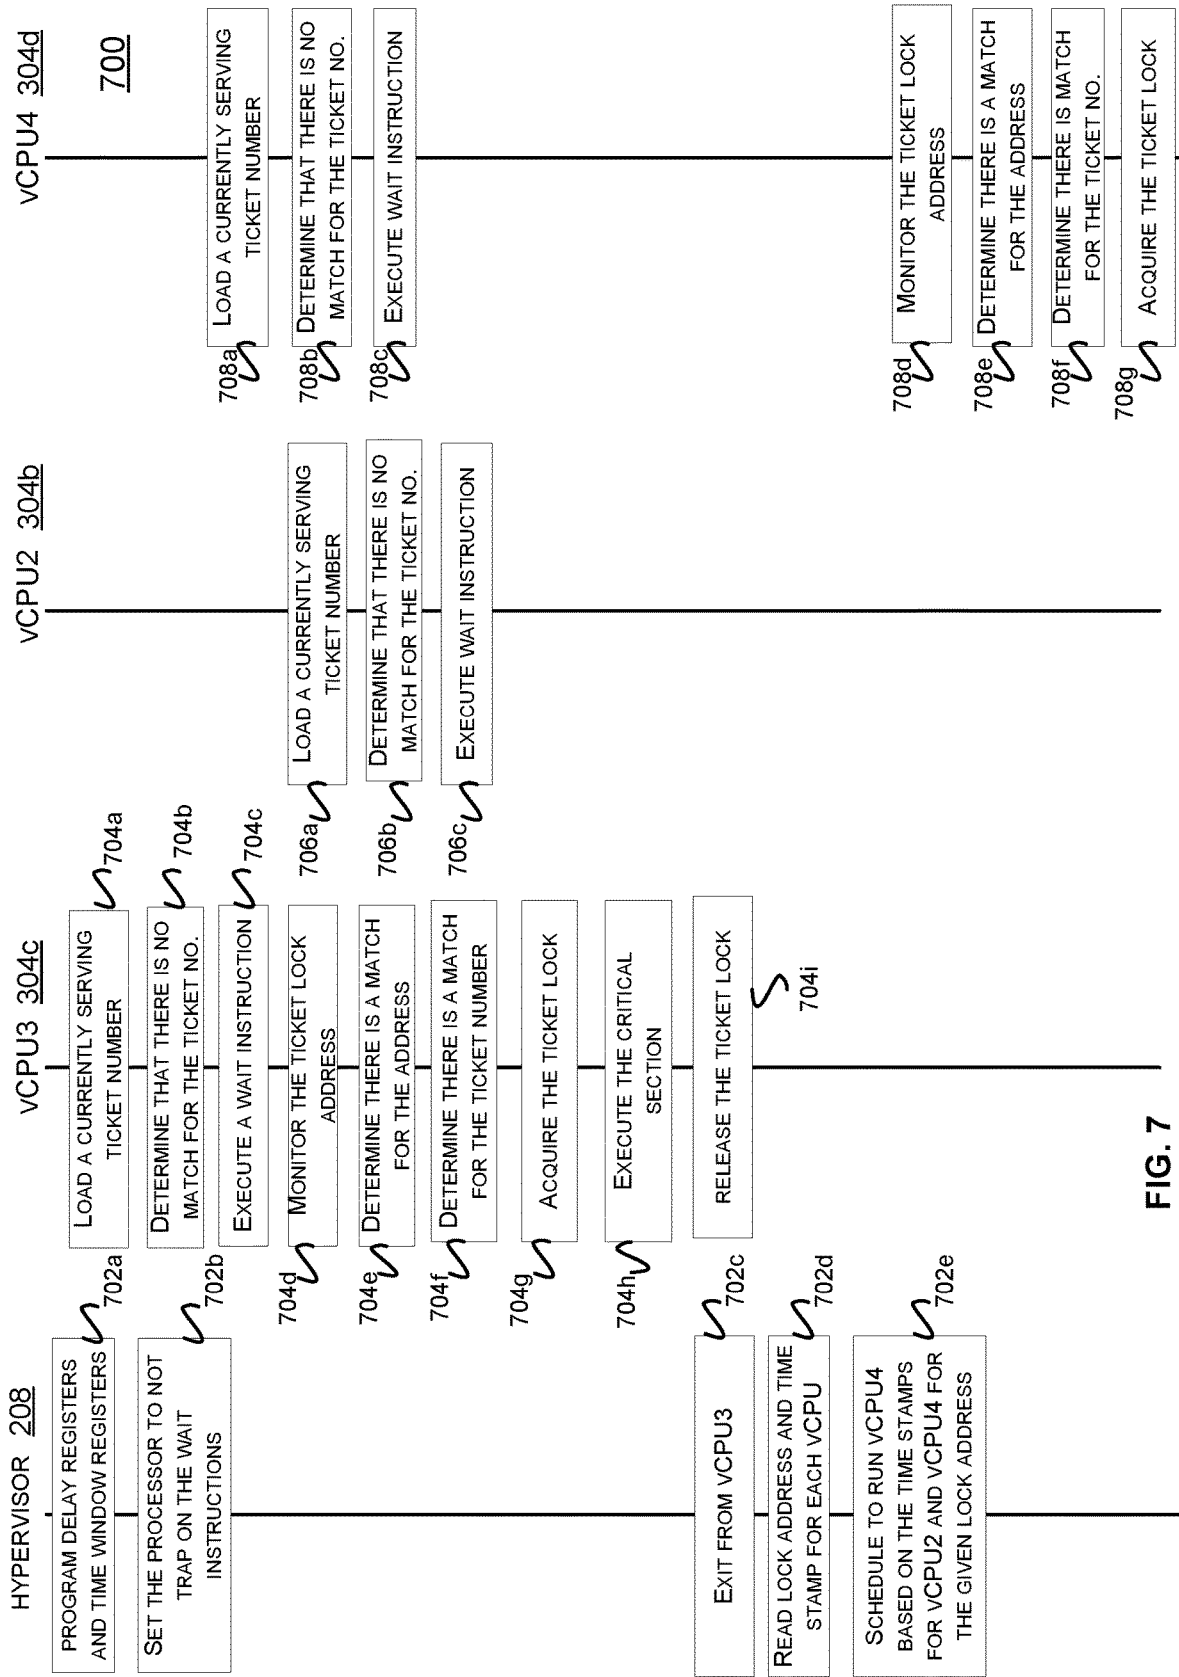 HYPERVISOR 208
PROGRAM DELAY REGISTERS
AND TIME WINDOW REGISTERS
702a
SET THE PROCESSOR TO NOT
TRAP ON THE WAIT
INSTRUCTIONS
702b
EXIT FROM VCPU3
702c
READ LOCK ADDRESS AND TIME
STAMP FOR EACH VCPU
702d
SCHEDULE TO RUN VCPU4
BASED ON THE TIME STAMPS
FOR VCPU2 AND VCPU4 FOR
THE GIVEN LOCK ADDRESS
702e
vCPU3 304c
LOAD A CURRENTLY SERVING
TICKET NUMBER
704a
DETERMINE THAT THERE IS NO
MATCH FOR THE TICKET NO.
704b
EXECUTE A WAIT INSTRUCTION
704c
MONITOR THE TICKET LOCK
ADDRESS
704d
DETERMINE THERE IS A MATCH
FOR THE ADDRESS
704e
DETERMINE THERE IS A MATCH
FOR THE TICKET NUMBER
704f
ACQUIRE THE TICKET LOCK
704g
EXECUTE THE CRITICAL
SECTION
704h
RELEASE THE TICKET LOCK
704i
vCPU2 304b
LOAD A CURRENTLY SERVING
TICKET NUMBER
706a
DETERMINE THAT THERE IS NO
MATCH FOR THE TICKET NO.
706b
EXECUTE WAIT INSTRUCTION
706c
vCPU4 304d
700
LOAD A CURRENTLY SERVING
TICKET NUMBER
708a
DETERMINE THAT THERE IS NO
MATCH FOR THE TICKET NO.
708b
EXECUTE WAIT INSTRUCTION
708c
MONITOR THE TICKET LOCK
ADDRESS
708d
DETERMINE THERE IS A MATCH
FOR THE ADDRESS
708e
DETERMINE THERE IS MATCH
FOR THE TICKET NO.
708f
ACQUIRE THE TICKET LOCK
708g
FIG. 7